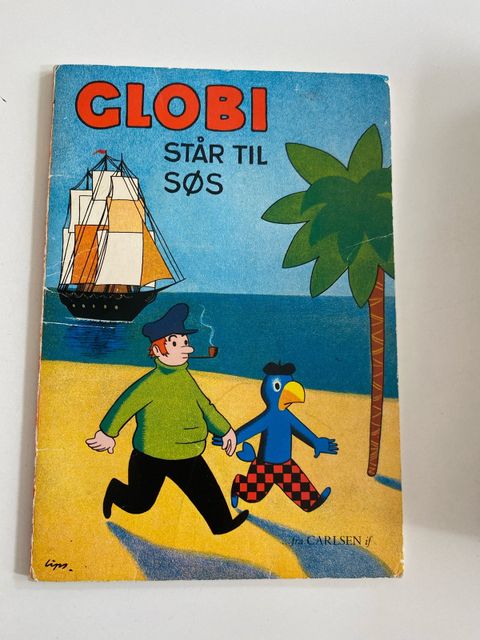 GLOBI
STÅR TIL
SØS
...fra CARLSEN if
Lips.